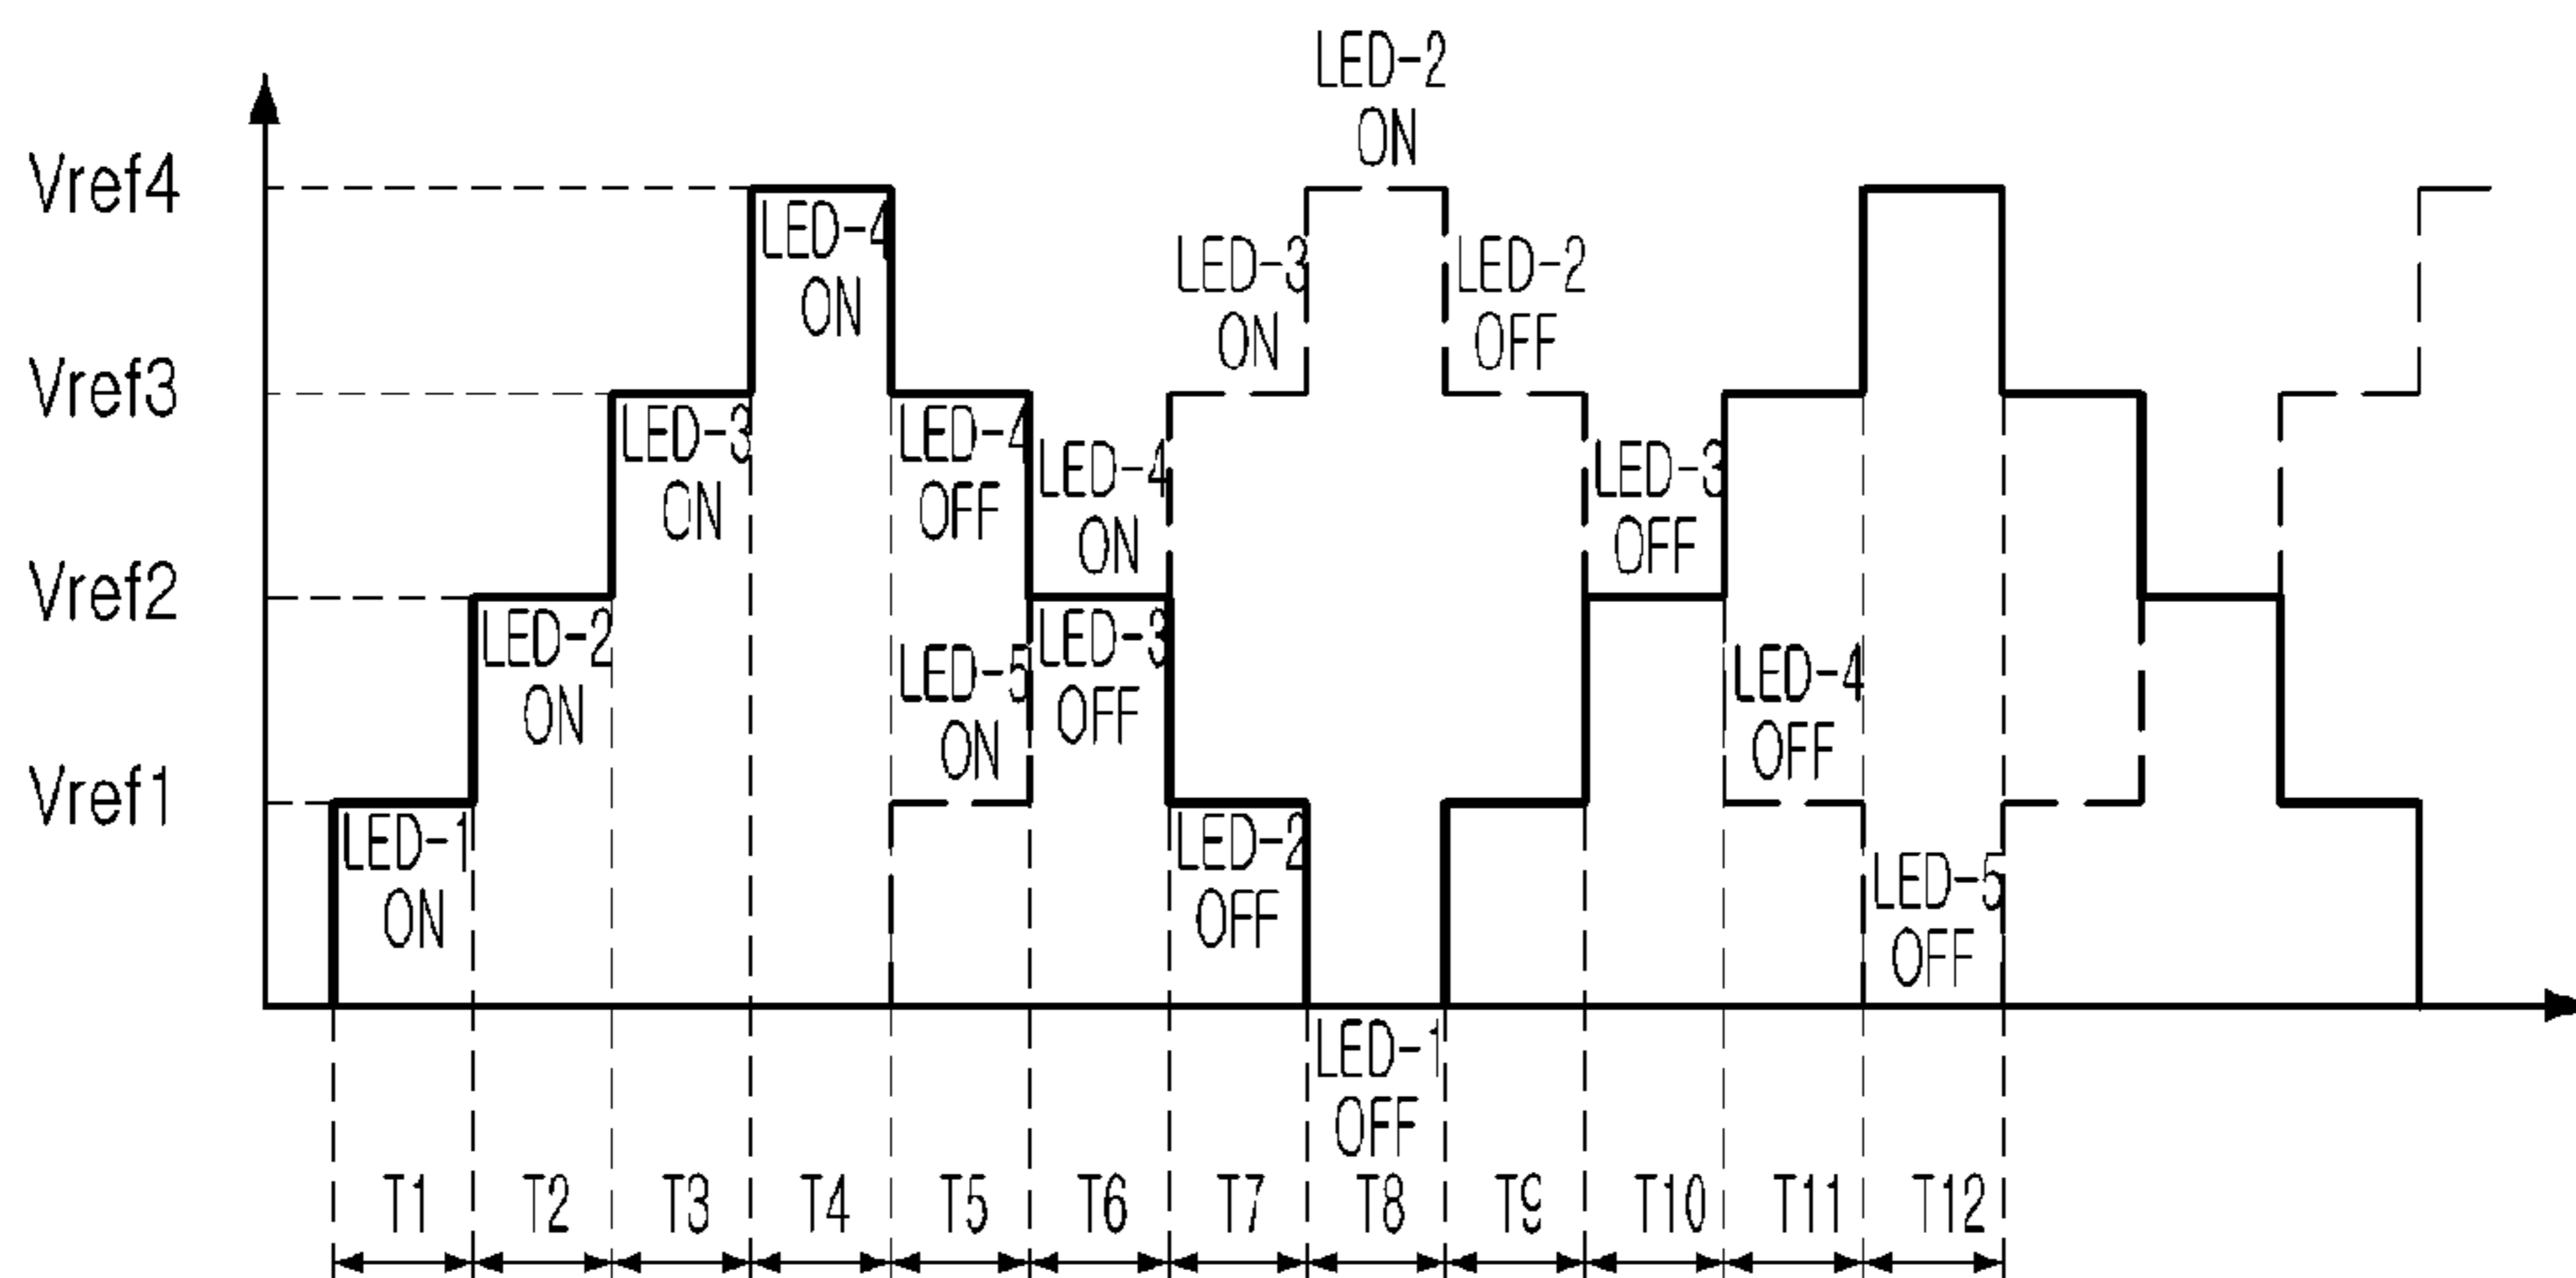 LED-2
ON
Vref4
LED-4
ON
LED-3
ON
LED-2
OFF
Vref3
LED-3
ON
LED-4
OFF
LED-4
ON
LED-3
OFF
Vref2
LED-2
ON
LED-5
ON
LED-3
OFF
LED-4
OFF
Vref1
LED-1
ON
LED-2
OFF
LED-5
OFF
LED-1
OFF
T1 T2 T3 T4 T5 T6 T7 T8 T9 T10 T11 T12